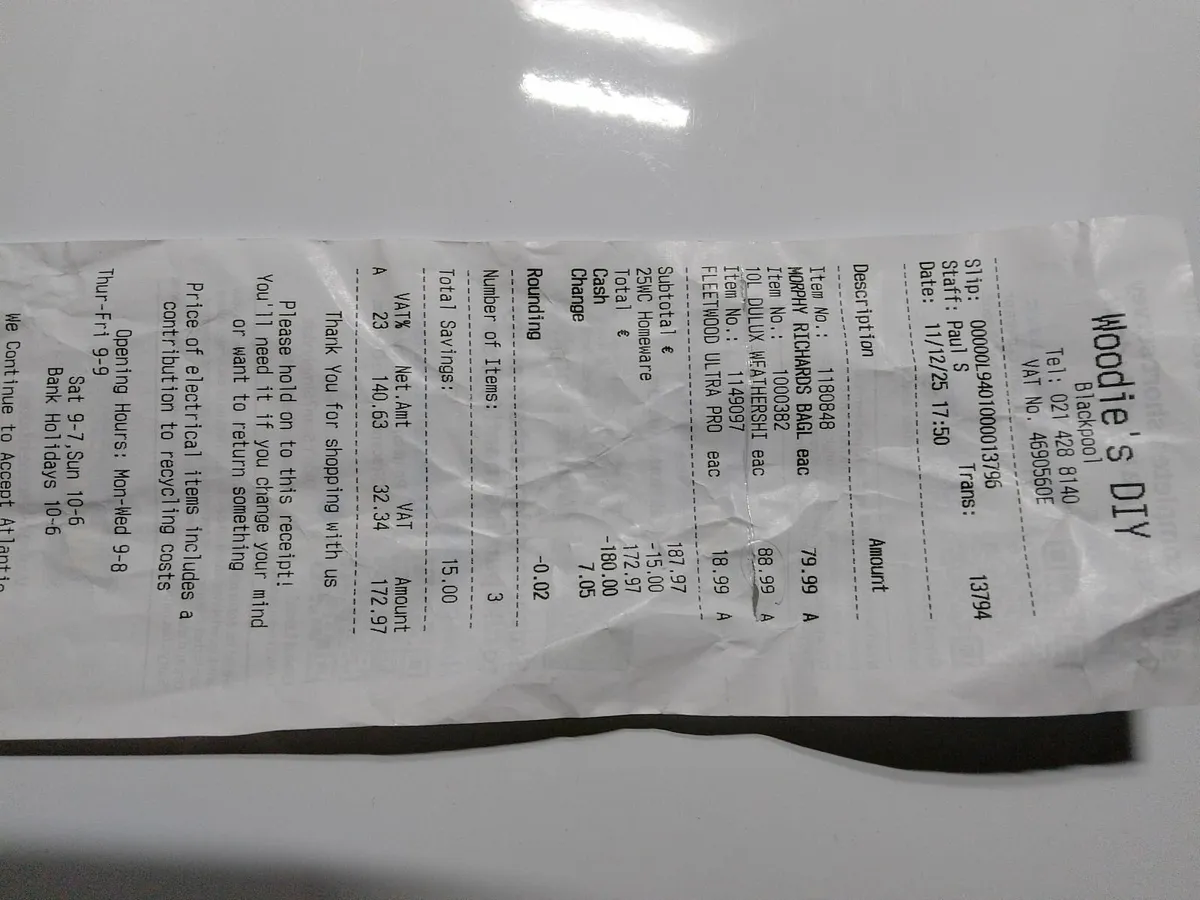 Woodie's DIY
Blackpool
Tel: 021 428 8140
VAT No. 4690560E
Slip: 00000L9401000013796
Staff: Paul S Trans: 13794
Date: 11/12/25 17:50
Description Amount
Item No.: 1180848
MORPHY RICHARDS BAGL eac 79.99 A
Item No.: 1000382
10L DULUX WEATHERSHI eac 88.99 A
Item No.: 1149097
FLEETWOOD ULTRA PRO eac 18.99 A
Subtotal € 187.97
25WC Homeware -15.00
Total € 172.97
Cash -180.00
Change 7.05
Rounding -0.02
Number of Items: 3
Total Savings: 15.00
VAT% Net.Amt VAT Amount
A 23 140.63 32.34 172.97
Thank You for shopping with us
Please hold on to this receipt!
You'll need it if you change your mind
or want to return something
Price of electrical items includes a
contribution to recycling costs
Opening Hours: Mon-Wed 9-8
Thur-Fri 9-9
Sat 9-7,Sun 10-6
Bank Holidays 10-6
We Continue to Accept